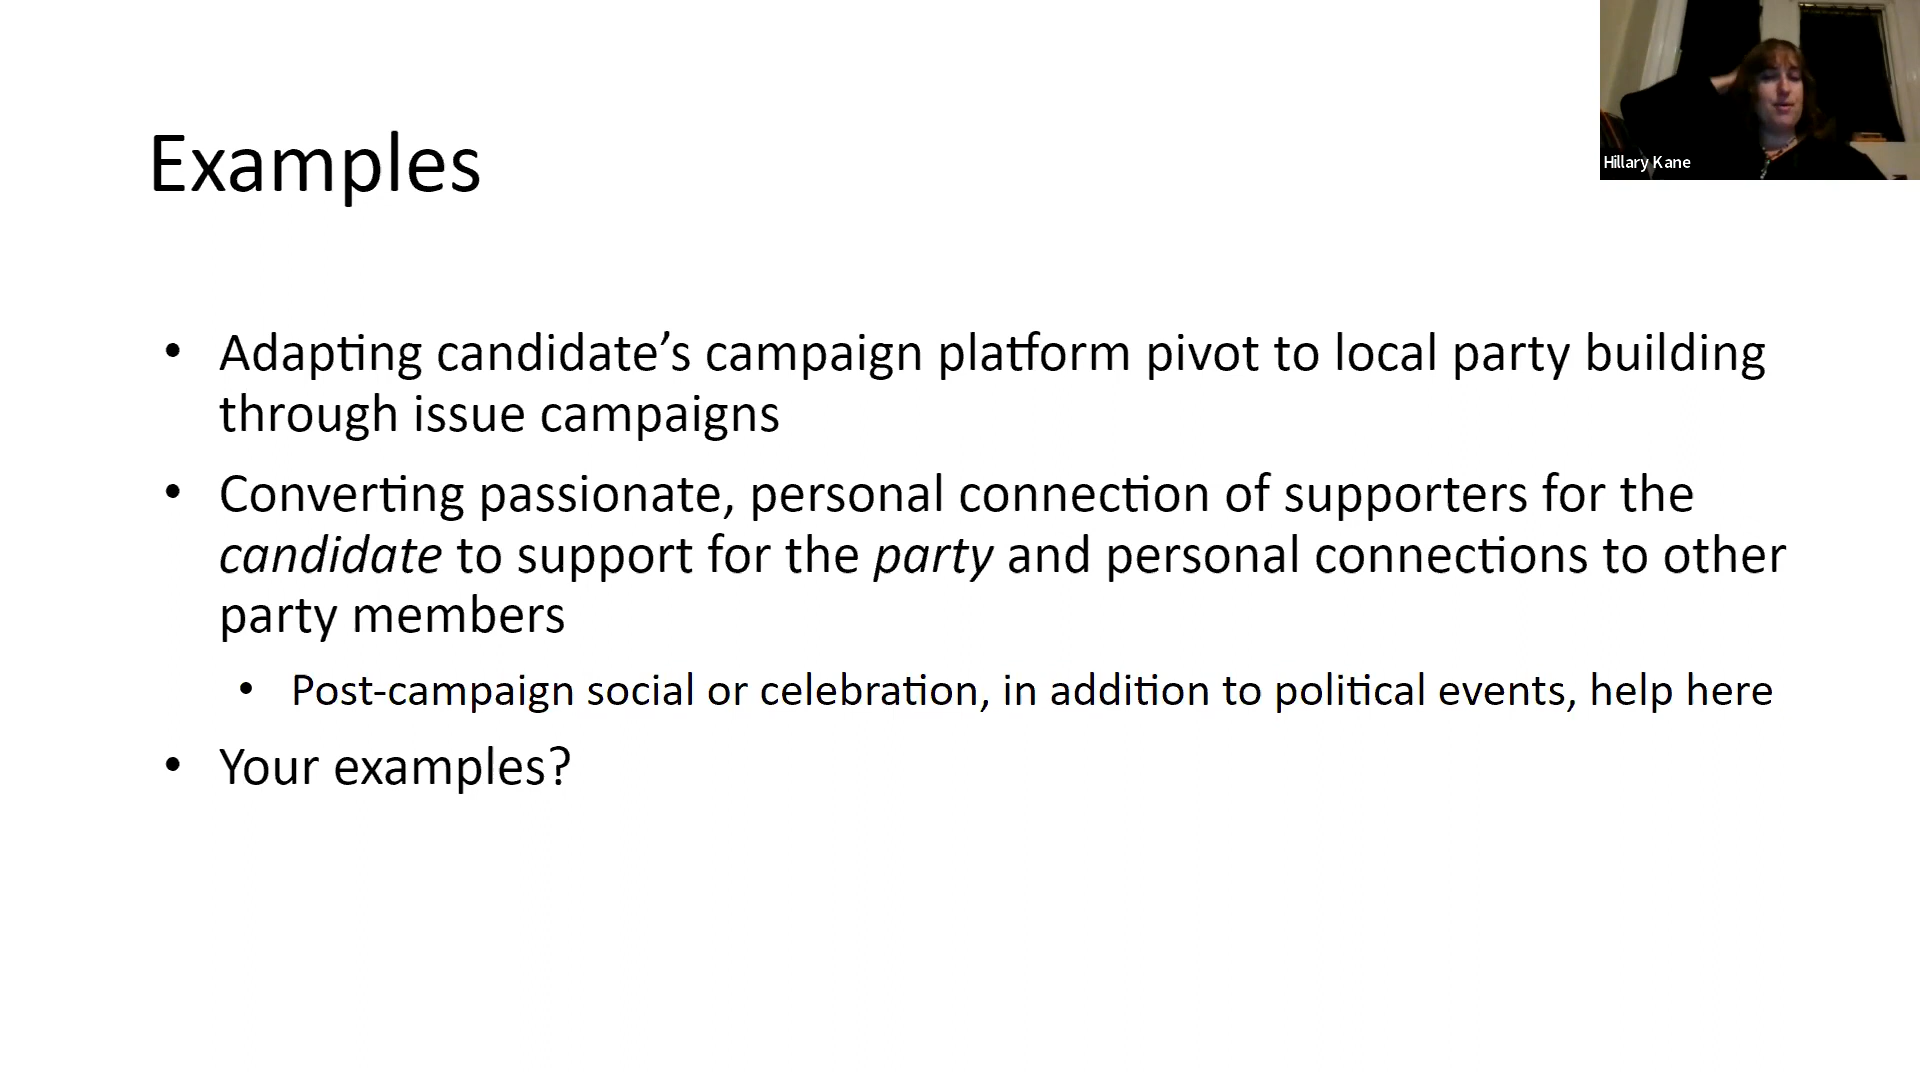 Examples
Hillary Kane
• Adapting candidate’s campaign platform pivot to local party building
through issue campaigns
• Converting passionate, personal connection of supporters for the
candidate to support for the party and personal connections to other
party members
• Post-campaign social or celebration, in addition to political events, help here
• Your examples?